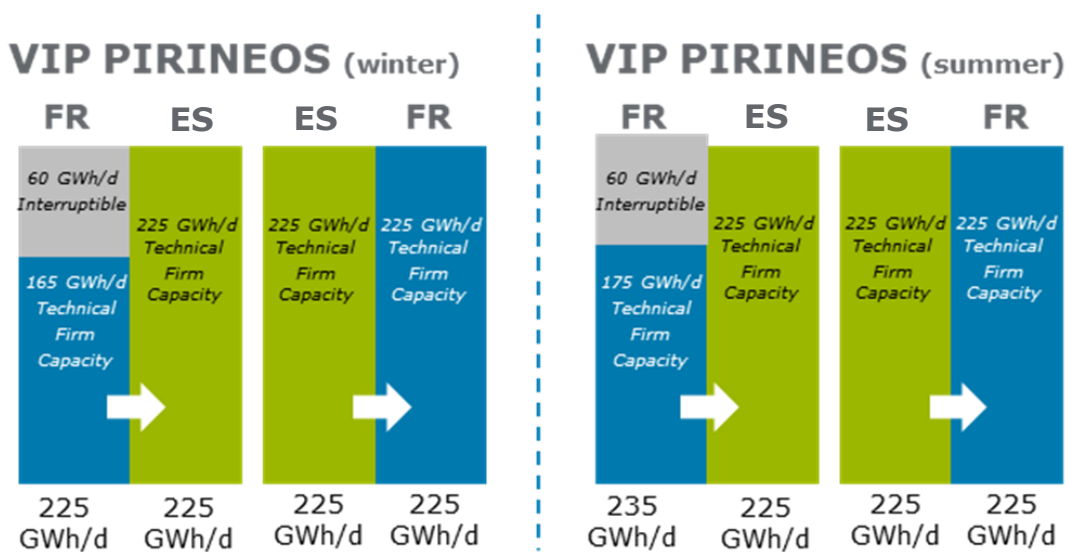 VIP PIRINEOS (winter)
FR
ES
ES
FR
60 GWh/d
Interruptible
165 GWh/d
Technical
Firm
Capacity
225 GWh/d
Technical
Firm
Capacity
225 GWh/d
Technical
Firm
Capacity
225 GWh/d
Technical
Firm
Capacity
225
GWh/d
225
GWh/d
225
GWh/d
225
GWh/d
VIP PIRINEOS (summer)
FR
ES
ES
FR
60 GWh/d
Interruptible
175 GWh/d
Technical
Firm
Capacity
225 GWh/d
Technical
Firm
Capacity
225 GWh/d
Technical
Firm
Capacity
225 GWh/d
Technical
Firm
Capacity
235
GWh/d
225
GWh/d
225
GWh/d
225
GWh/d